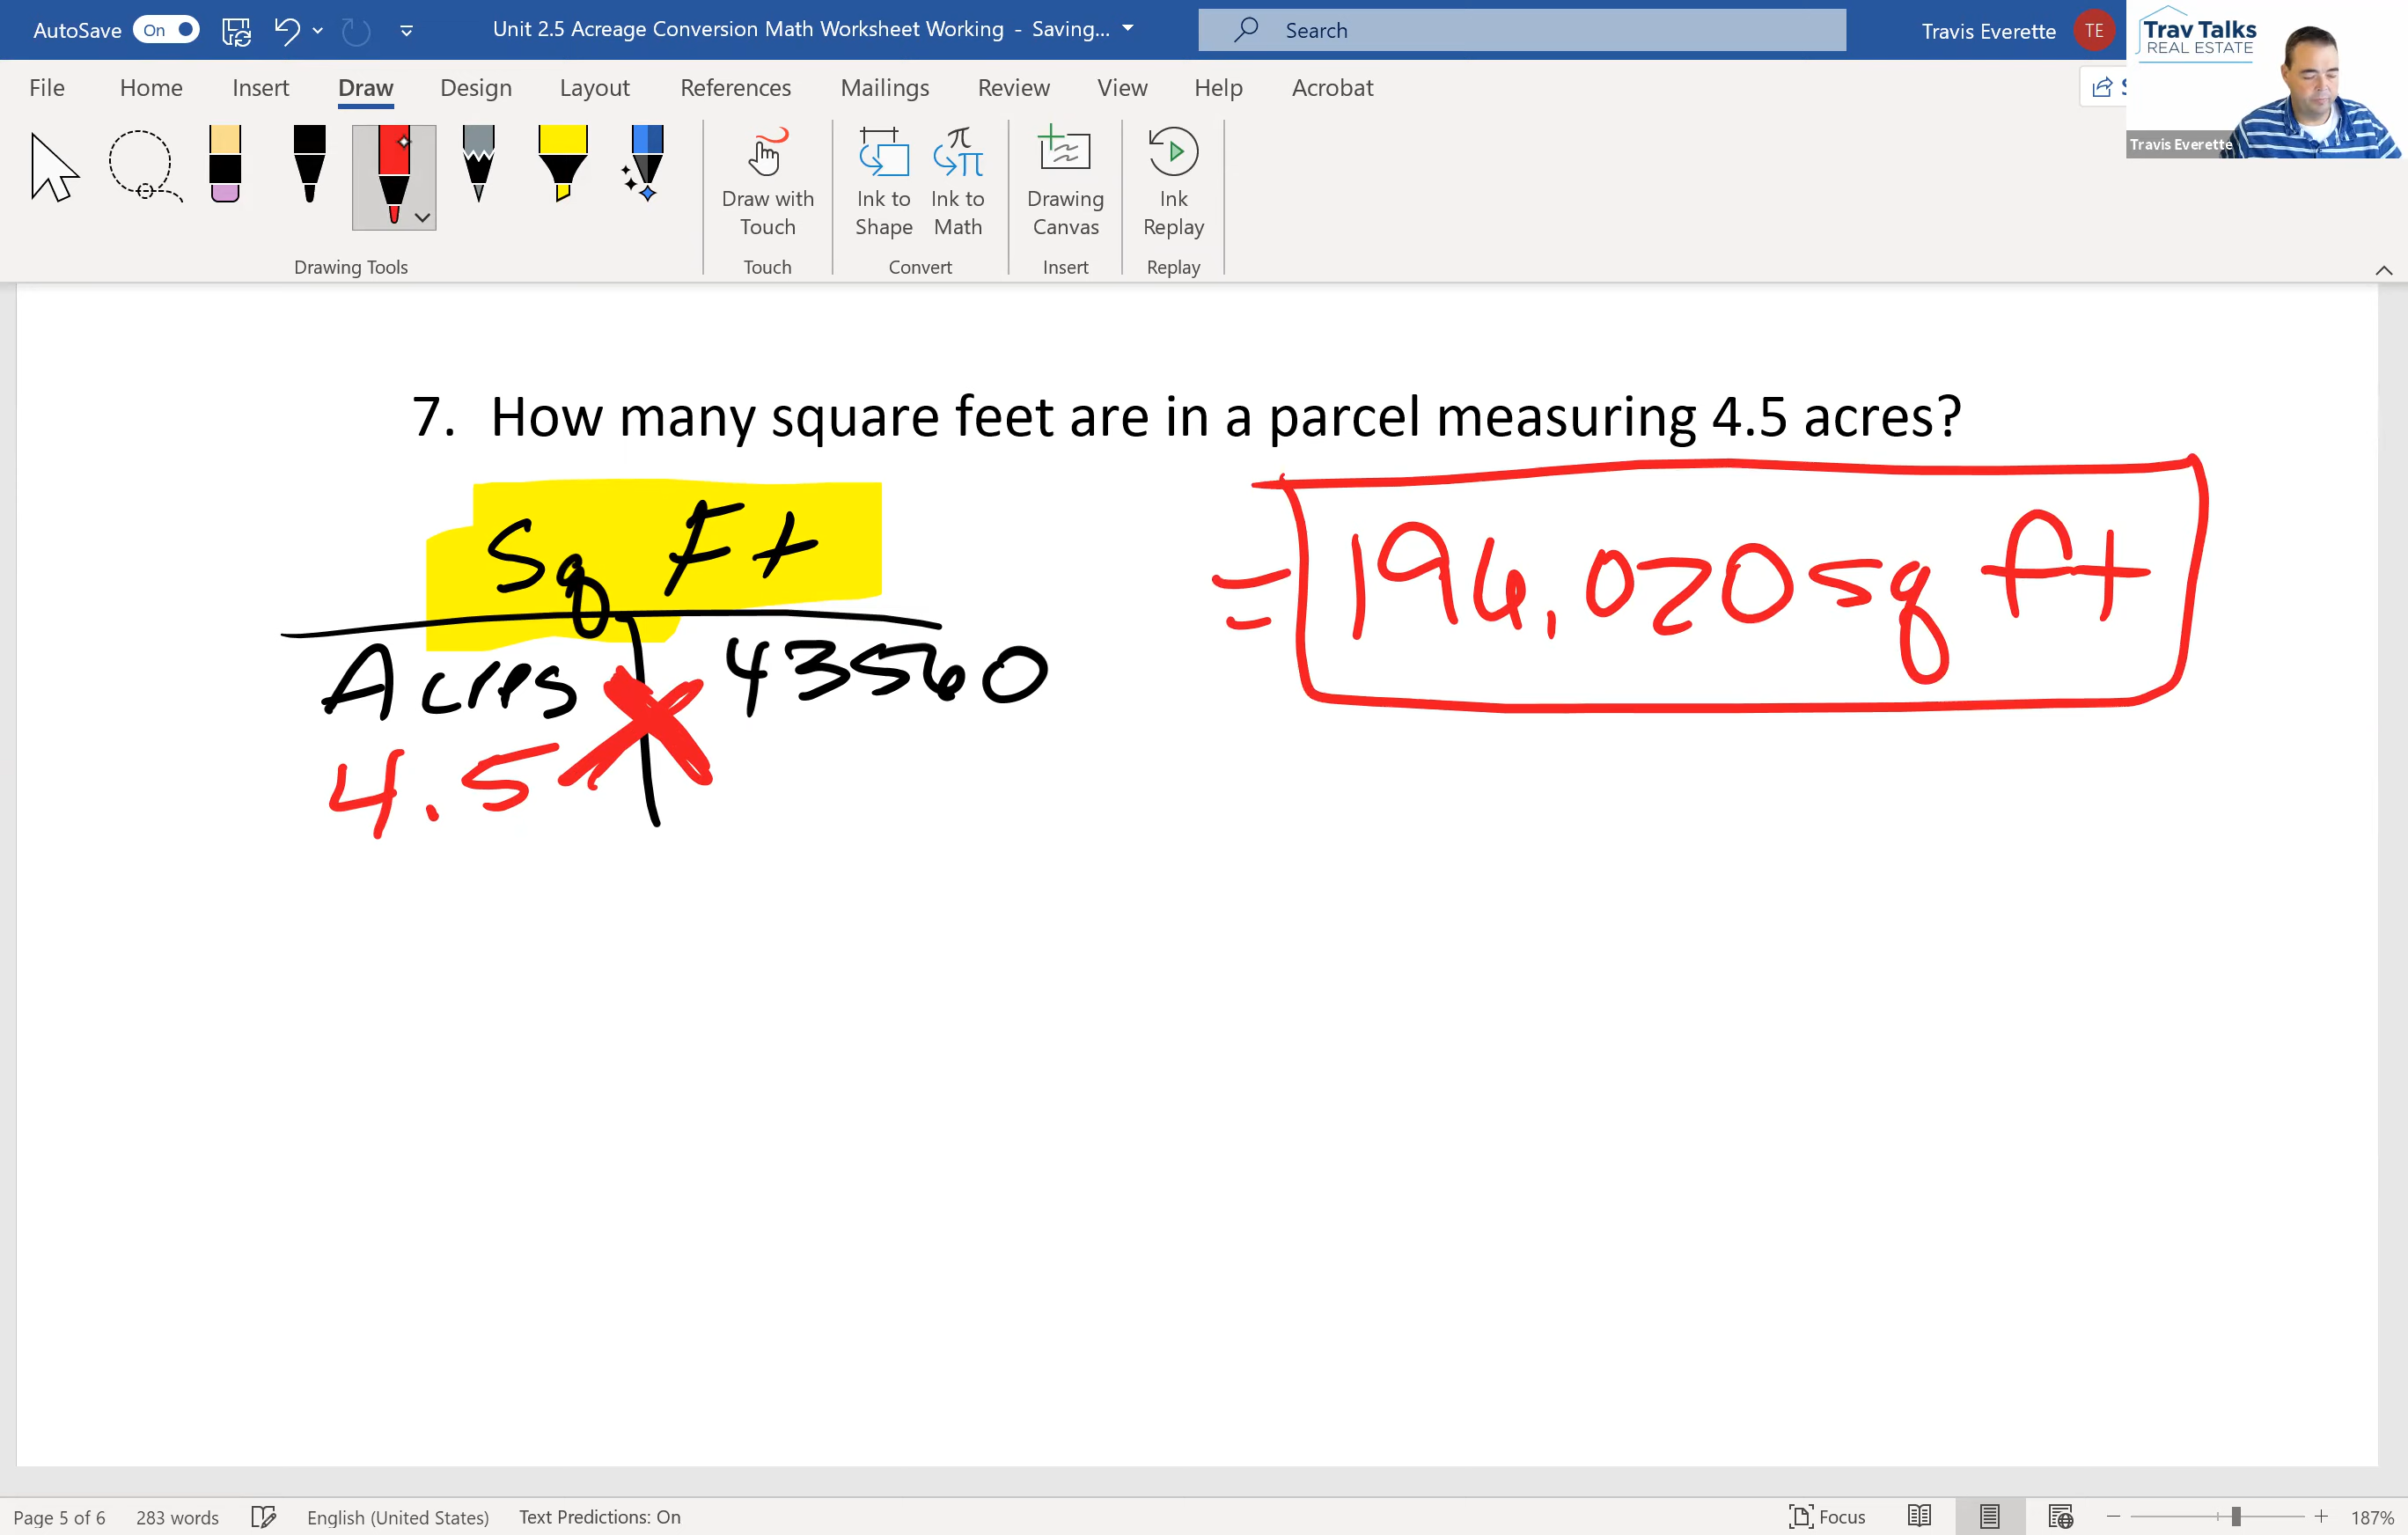 AutoSave On Unit 2.5 Acreage Conversion Math Worksheet Working - Saving... Search Travis Everette TE
Trav Talks
REAL ESTATE
Travis Everette
File Home Insert Draw Design Layout References Mailings Review View Help Acrobat
Draw with Touch
Ink to Shape
Ink to Math
Drawing Canvas
Ink Replay
Drawing Tools Touch Convert Insert Replay
7. How many square feet are in a parcel measuring 4.5 acres?
Sq Ft
= 196,020 sq ft
Acres 43560
4.5 X
Page 5 of 6 283 words English (United States) Text Predictions: On Focus 187%